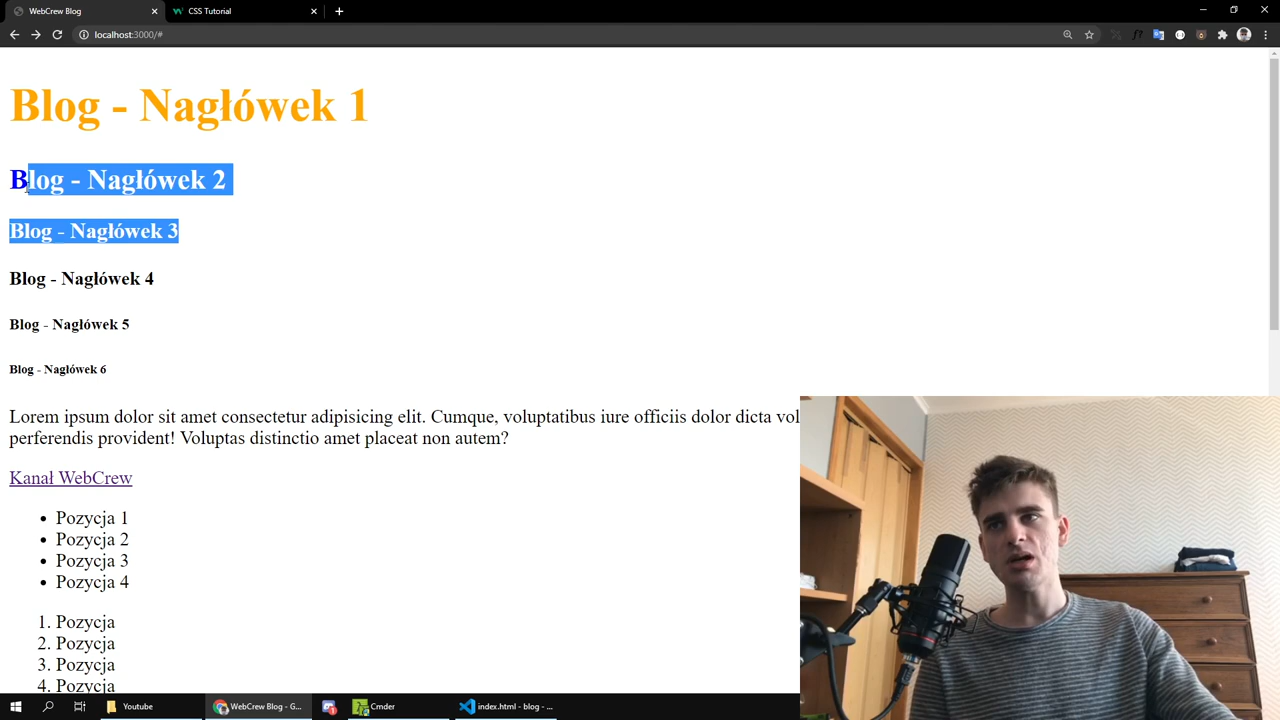 WebCrew Blog
CSS Tutorial
localhost:3000/#
Blog - Nagłówek 1
Blog - Nagłówek 2
Blog - Nagłówek 3
Blog - Nagłówek 4
Blog - Nagłówek 5
Blog - Nagłówek 6
Lorem ipsum dolor sit amet consectetur adipisicing elit. Cumque, voluptatibus iure officiis dolor dicta vol
perferendis provident! Voluptas distinctio amet placeat non autem?
Kanał WebCrew
Pozycja 1
Pozycja 2
Pozycja 3
Pozycja 4
1. Pozycja
2. Pozycja
3. Pozycja
4. Pozycja
Youtube
WebCrew Blog - G...
Cmder
index.html - blog - ...